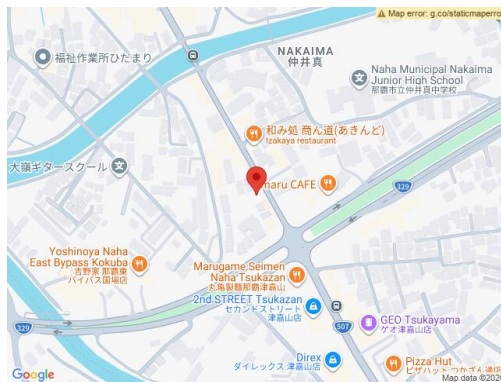 Map error: g.co/staticmaperro
NAKAIMA
仲井真
福祉作業所ひだまり
Naha Municipal Nakaima
Junior High School
那覇市立仲井真中学校
和み処 商ん道(あきんど)
Izakaya restaurant
大嶺ギタースクール
maru CAFE
329
Yoshinoya Naha
East Bypass Kokuba
吉野家 那覇東
バイパス国場店
Marugame Seimen
Naha Tsukazan
丸亀製麺那覇津嘉山
2nd STREET Tsukazan
セカンドストリート
津嘉山店
329
507
GEO Tsukayama
ゲオ津嘉山店
Direx
ダイレックス 津嘉山店
Pizza Hut
ピザハット つかざん通り
Google
Map data ©202